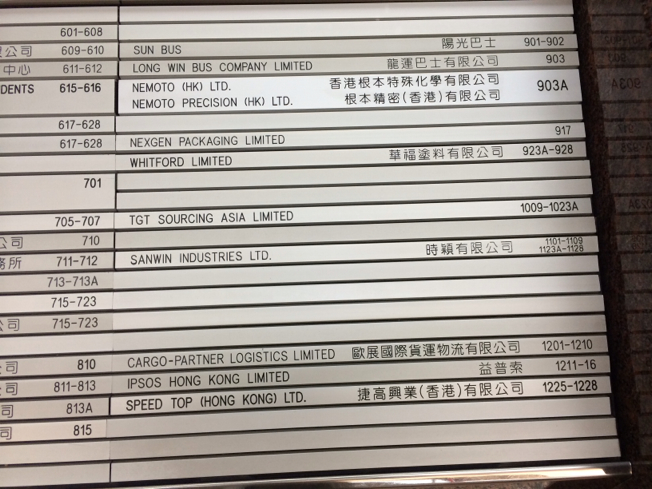 601-608
公司 609-610
中心 611-612
DENTS 615-616
617-628
617-628
701
705-707
公司 710
務所 711-712
713-713A
715-723
公司 715-723
公司 810
公司 811-813
公司 813A
公司 815
SUN BUS 陽光巴士 901-902
LONG WIN BUS COMPANY LIMITED 龍運巴士有限公司 903
NEMOTO (HK) LTD. 香港根本特殊化學有限公司 903A
NEMOTO PRECISION (HK) LTD. 根本精密(香港)有限公司
NEXGEN PACKAGING LIMITED 917
WHITFORD LIMITED 華福塗料有限公司 923A-928
TGT SOURCING ASIA LIMITED 1009-1023A
SANWIN INDUSTRIES LTD. 時穎有限公司 1101-1109
1123A-1128
CARGO-PARTNER LOGISTICS LIMITED 歐展國際貨運物流有限公司 1201-1210
IPSOS HONG KONG LIMITED 益普索 1211-16
SPEED TOP (HONG KONG) LTD. 捷高興業(香港)有限公司 1225-1228